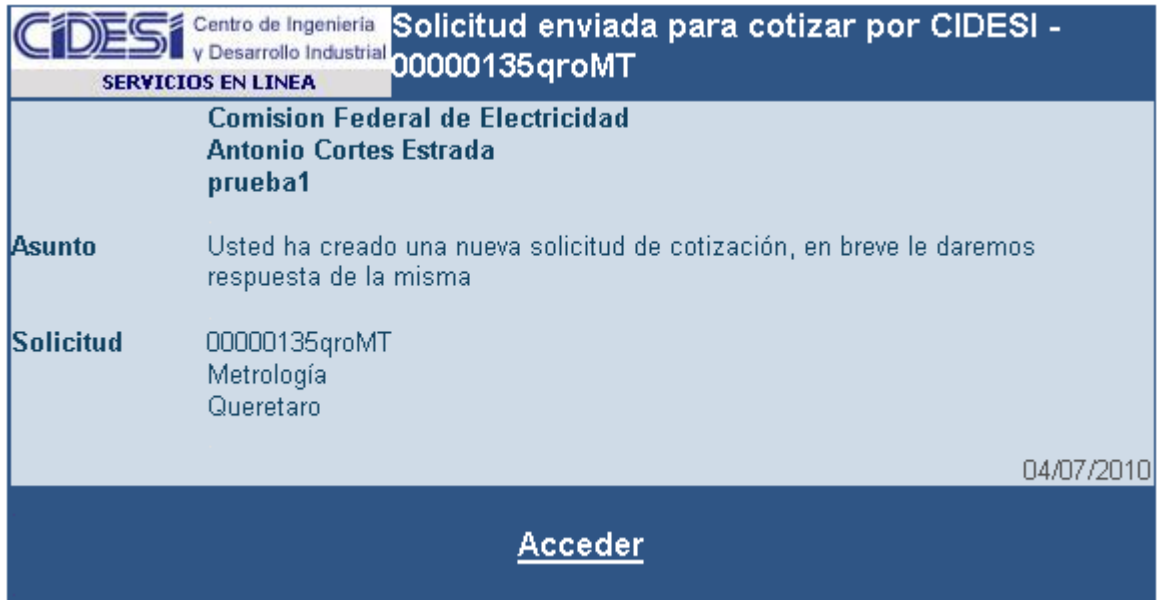 CIDESI Centro de Ingeniería
y Desarrollo Industrial
SERVICIOS EN LINEA
Solicitud enviada para cotizar por CIDESI -
00000135qroMT
Comision Federal de Electricidad
Antonio Cortes Estrada
prueba1
Asunto Usted ha creado una nueva solicitud de cotización, en breve le daremos
respuesta de la misma
Solicitud 00000135qroMT
Metrología
Queretaro
04/07/2010
Acceder